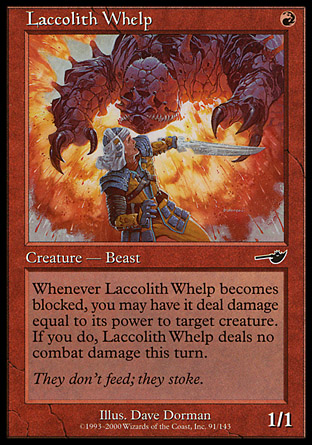 Laccolith Whelp
Creature — Beast
Whenever Laccolith Whelp becomes
blocked, you may have it deal damage
equal to its power to target creature.
If you do, Laccolith Whelp deals no
combat damage this turn.
They don't feed; they stoke.
Illus. Dave Dorman
©1993-2000 Wizards of the Coast, Inc. 91/143
1/1